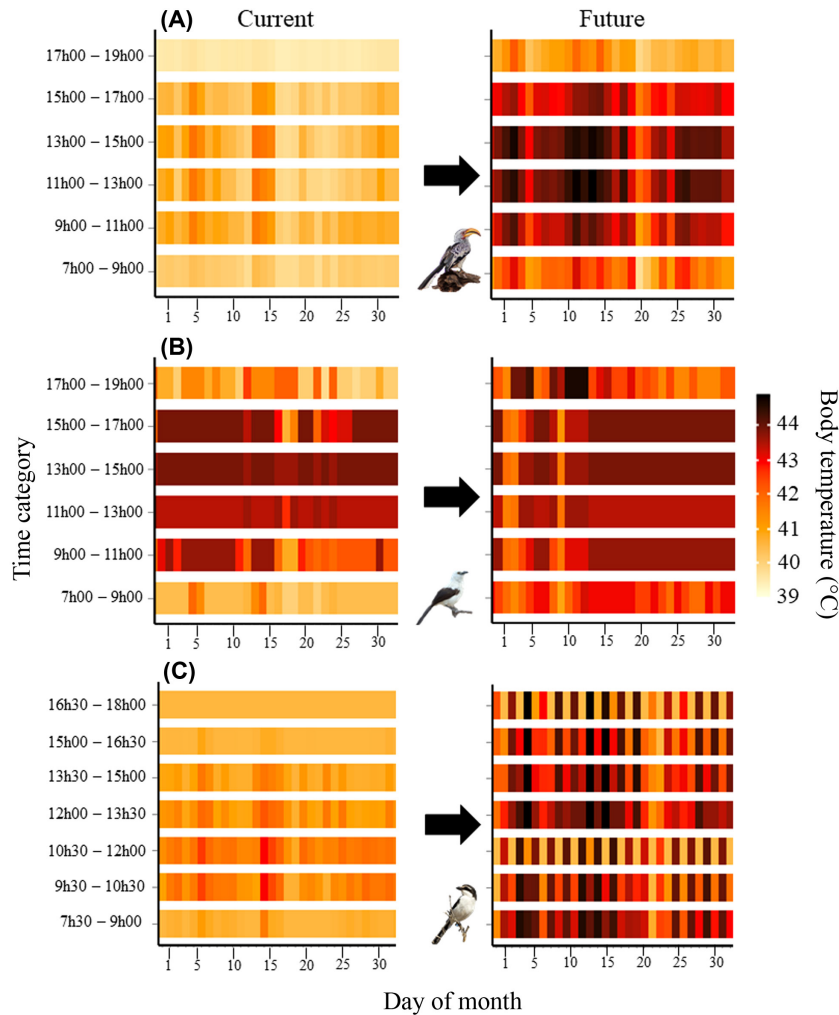 (A)
Current Future
17h00 – 19h00
15h00 – 17h00
13h00 – 15h00
11h00 – 13h00
9h00 – 11h00
7h00 – 9h00
1 5 10 15 20 25 30 1 5 10 15 20 25 30
(B)
17h00 – 19h00
15h00 – 17h00
13h00 – 15h00
11h00 – 13h00
9h00 – 11h00
7h00 – 9h00
1 5 10 15 20 25 30 1 5 10 15 20 25 30
Time category
44
43
42
41
40
39
Body temperature (°C)
(C)
16h30 – 18h00
15h00 – 16h30
13h30 – 15h00
12h00 – 13h30
10h30 – 12h00
9h30 – 10h30
7h30 – 9h00
1 5 10 15 20 25 30 1 5 10 15 20 25 30
Day of month